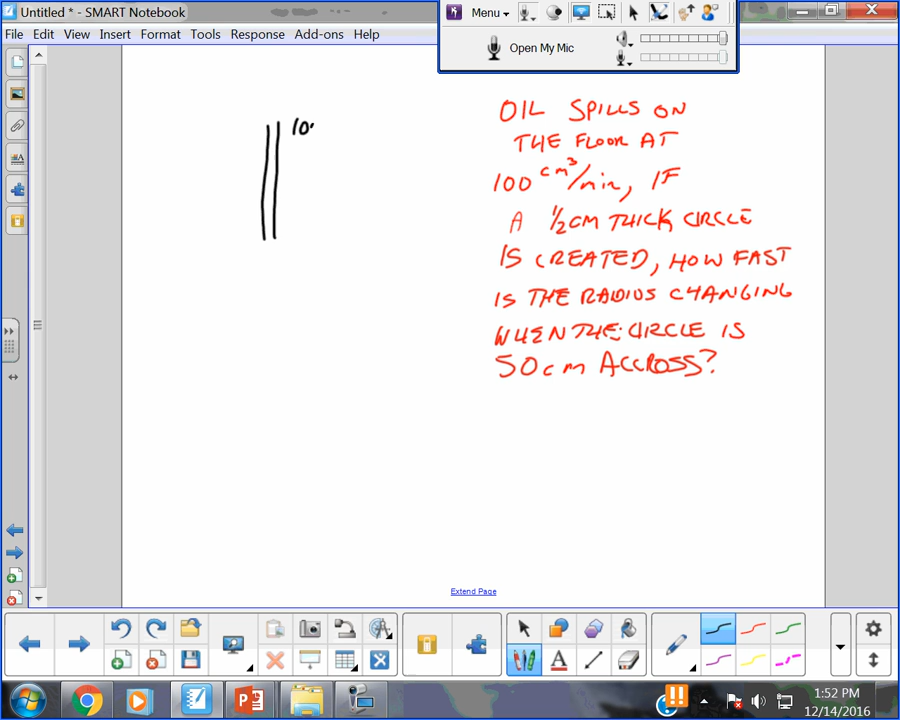 Untitled * - SMART Notebook
Menu
File Edit View Insert Format Tools Response Add-ons Help
Open My Mic
10
OIL SPILLS ON
THE FLOOR AT
100 cm³/min, IF
A ½CM THICK CIRCLE
IS CREATED, HOW FAST
IS THE RADIUS CHANGING
WHEN THE CIRCLE IS
50cm ACCROSS?
Extend Page
1:52 PM
12/14/2016